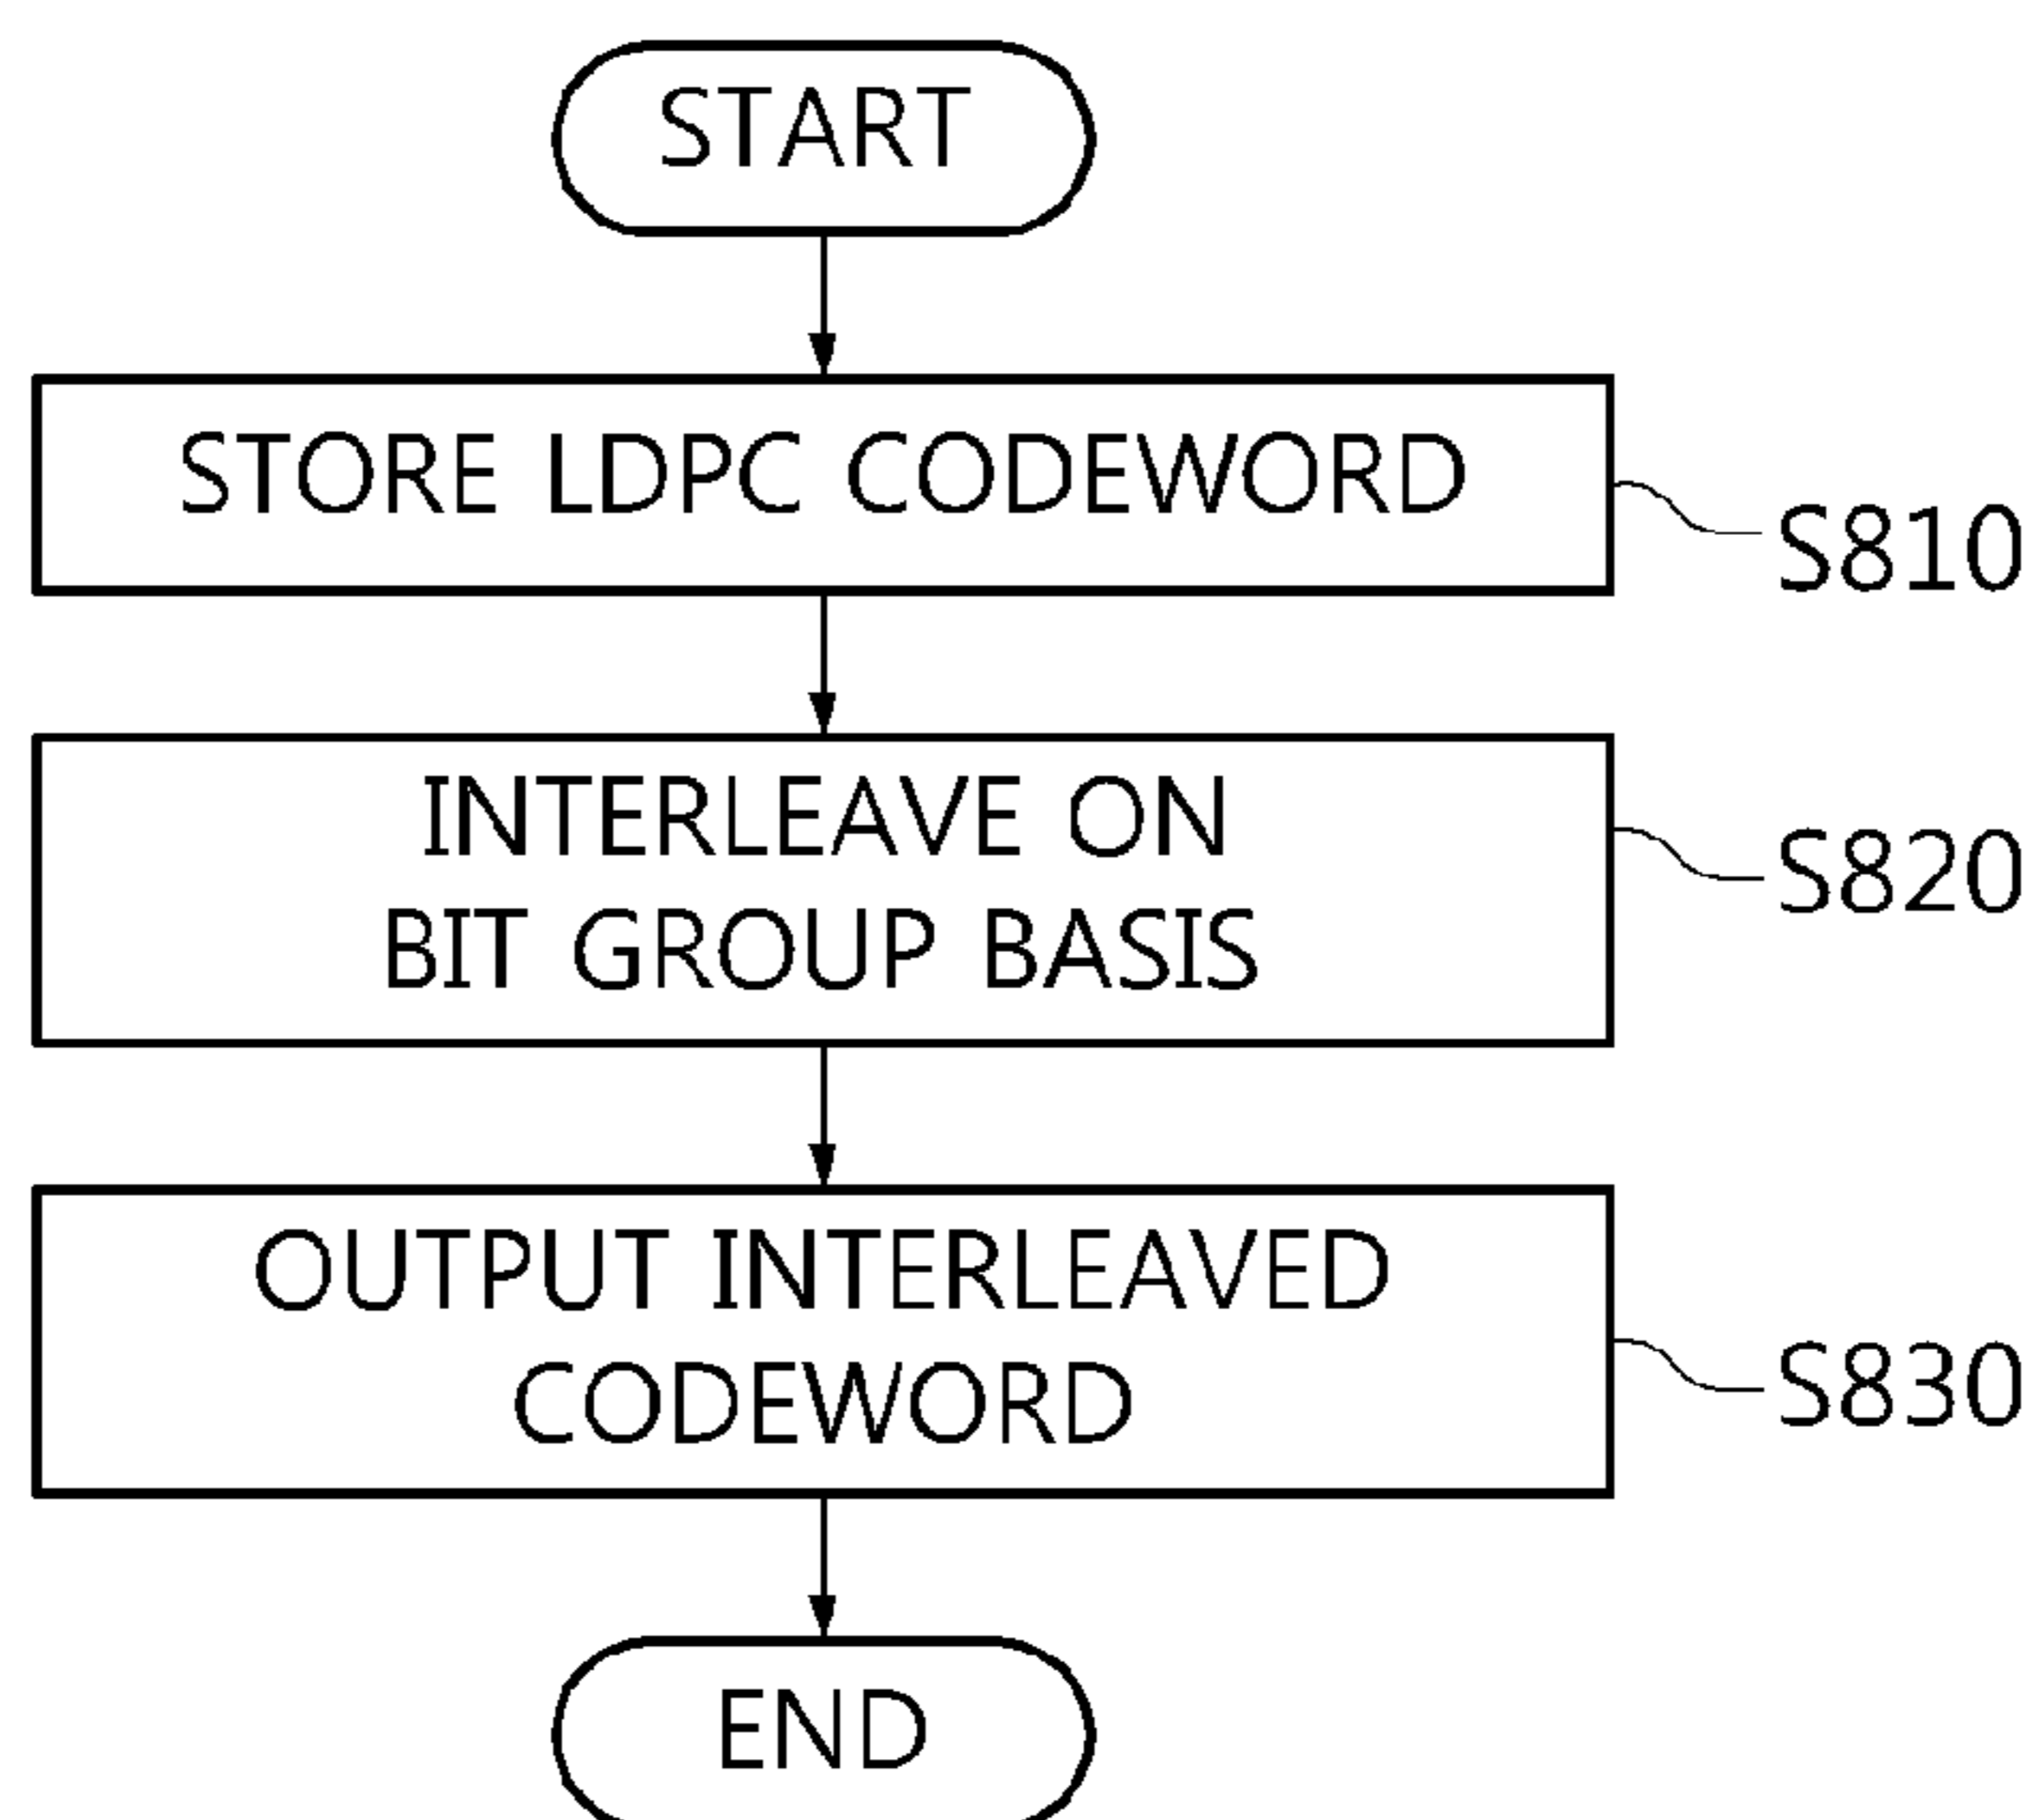 START
STORE LDPC CODEWORD
S810
INTERLEAVE ON
BIT GROUP BASIS
S820
OUTPUT INTERLEAVED
CODEWORD
S830
END